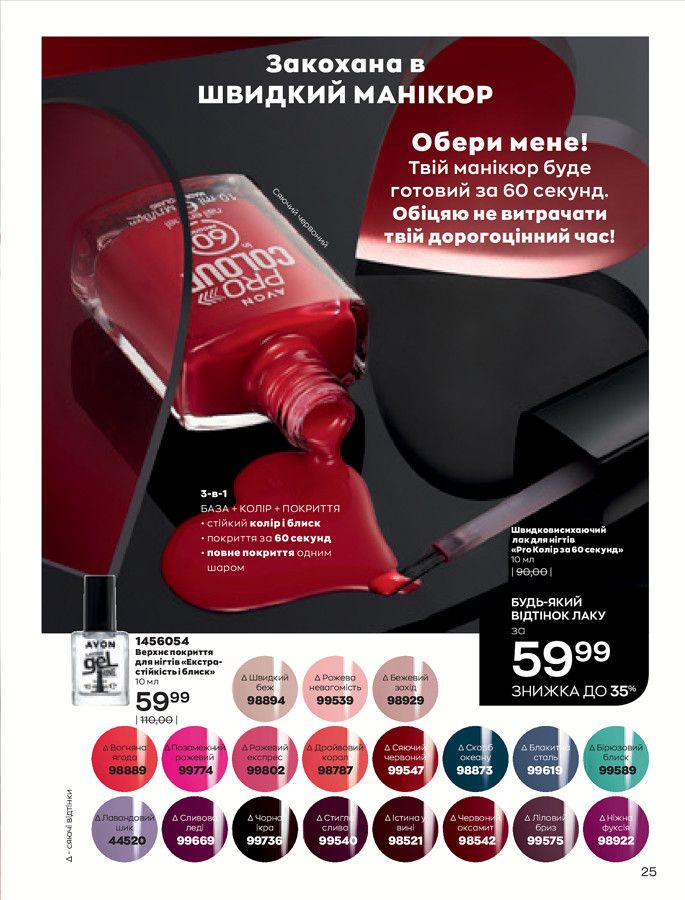 Закохана в
ШВИДКИЙ МАНІКЮР
Обери мене!
Твій манікюр буде
готовий за 60 секунд.
Обіцяю не витрачати
твій дорогоцінний час!
Сяючий червоний
10 ml
nail enamel
60
COLOUR
PRO
AVON
3-в-1
БАЗА + КОЛІР + ПОКРИТТЯ
• стійкий колір і блиск
• покриття за 60 секунд
• повне покриття одним
шаром
Швидковисихаючий
лак для нігтів
«Pro Колір за 60 секунд»
10 мл
| 90,00 |
БУДЬ-ЯКИЙ
ВІДТІНОК ЛАКУ
за
59⁹⁹
ЗНИЖКА ДО 35%
AVON
gel
1456054
Верхнє покриття
для нігтів «Екстра-
стійкість і блиск»
10 мл
59⁹⁹
| 110,00 |
Δ Швидкий
беж
98894
Δ Рожева
невагомість
99539
Δ Бежевий
захід
98929
Δ Вогняна
ягода
98889
Δ Позамежний
рожевий
99774
Δ Рожевий
експрес
99802
Δ Драйвовий
корал
98787
Δ Сяючий
червоний
99547
Δ Скарб
океану
98873
Δ Блакитна
сталь
99619
Δ Бірюзовий
блиск
99589
Δ Лавандовий
шик
44520
Δ Сливова
леді
99669
Δ Чорна
ікра
99736
Δ Стигла
слива
99540
Δ Істина у
вині
98521
Δ Червоний
оксамит
98542
Δ Ліловий
бриз
99575
Δ Ніжна
фуксія
98922
Δ - сяючі відтінки
25